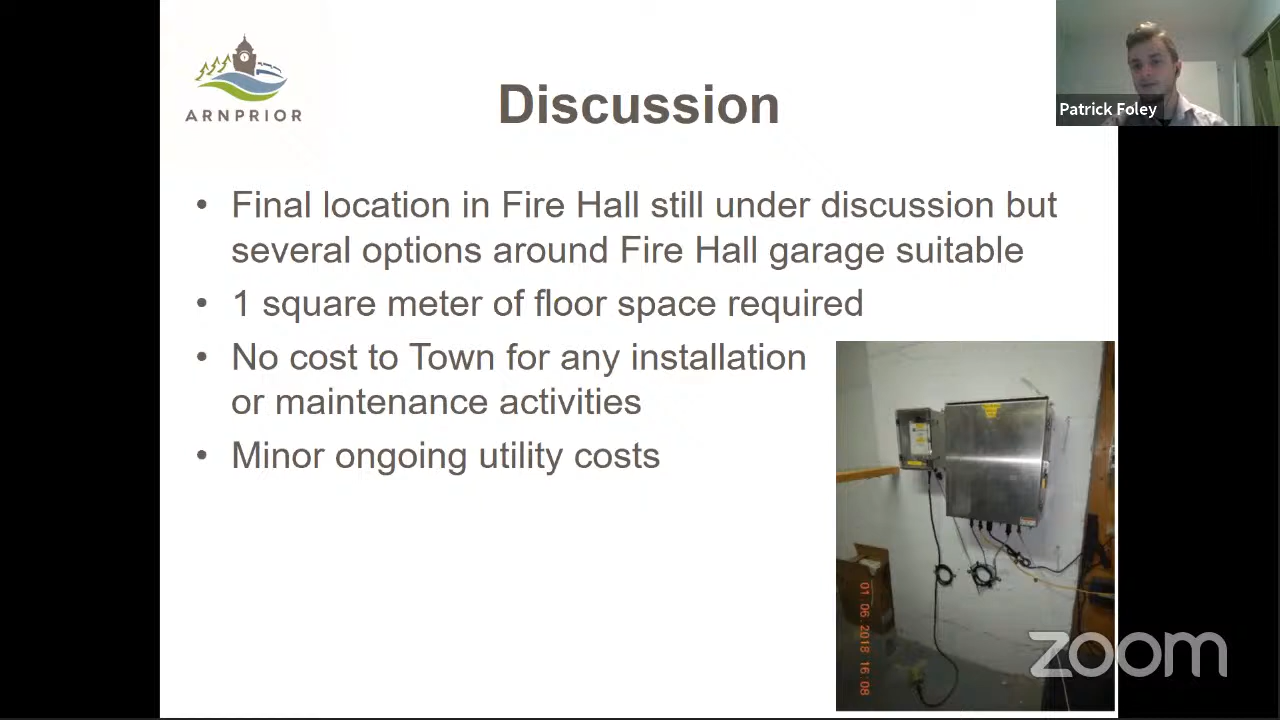 ARNPRIOR
Discussion
Patrick Foley
• Final location in Fire Hall still under discussion but
several options around Fire Hall garage suitable
• 1 square meter of floor space required
• No cost to Town for any installation
or maintenance activities
• Minor ongoing utility costs
01 06 2018 16:08
zoom